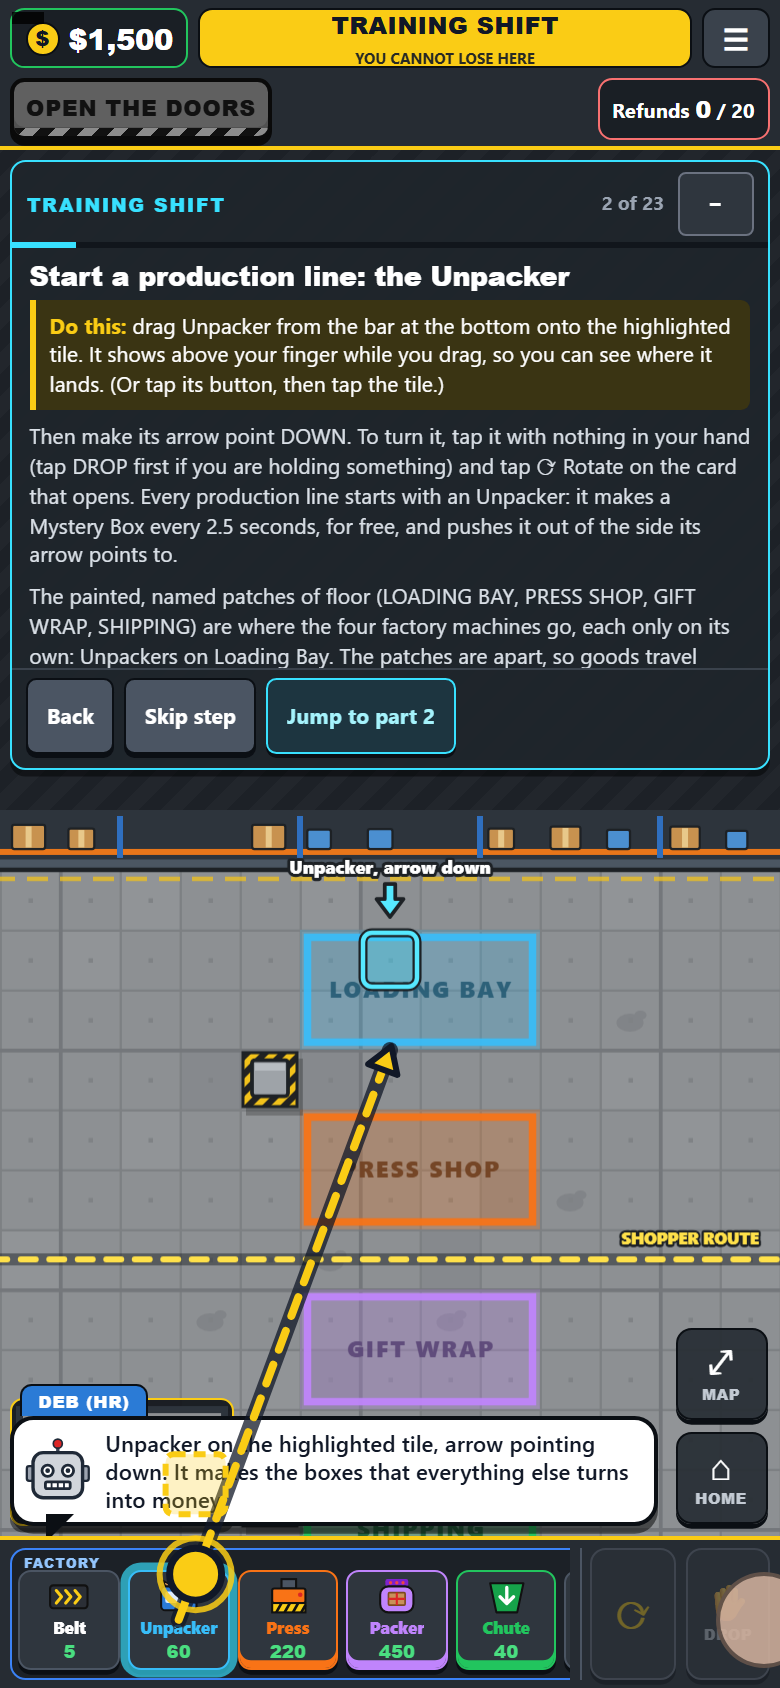 $ $1,500
TRAINING SHIFT
YOU CANNOT LOSE HERE
OPEN THE DOORS
Refunds 0 / 20
TRAINING SHIFT
2 of 23
Start a production line: the Unpacker
Do this: drag Unpacker from the bar at the bottom onto the highlighted
tile. It shows above your finger while you drag, so you can see where it
lands. (Or tap its button, then tap the tile.)
Then make its arrow point DOWN. To turn it, tap it with nothing in your hand
(tap DROP first if you are holding something) and tap ⟳ Rotate on the card
that opens. Every production line starts with an Unpacker: it makes a
Mystery Box every 2.5 seconds, for free, and pushes it out of the side its
arrow points to.
The painted, named patches of floor (LOADING BAY, PRESS SHOP, GIFT
WRAP, SHIPPING) are where the four factory machines go, each only on its
own: Unpackers on Loading Bay. The patches are apart, so goods travel
Back
Skip step
Jump to part 2
Unpacker, arrow down
LOADING BAY
PRESS SHOP
SHOPPER ROUTE
GIFT WRAP
MAP
DEB (HR)
Unpacker on the highlighted tile, arrow pointing
down. It makes the boxes that everything else turns
into money.
HOME
SHIPPING
FACTORY
Belt
5
Unpacker
60
Press
220
Packer
450
Chute
40
DROP